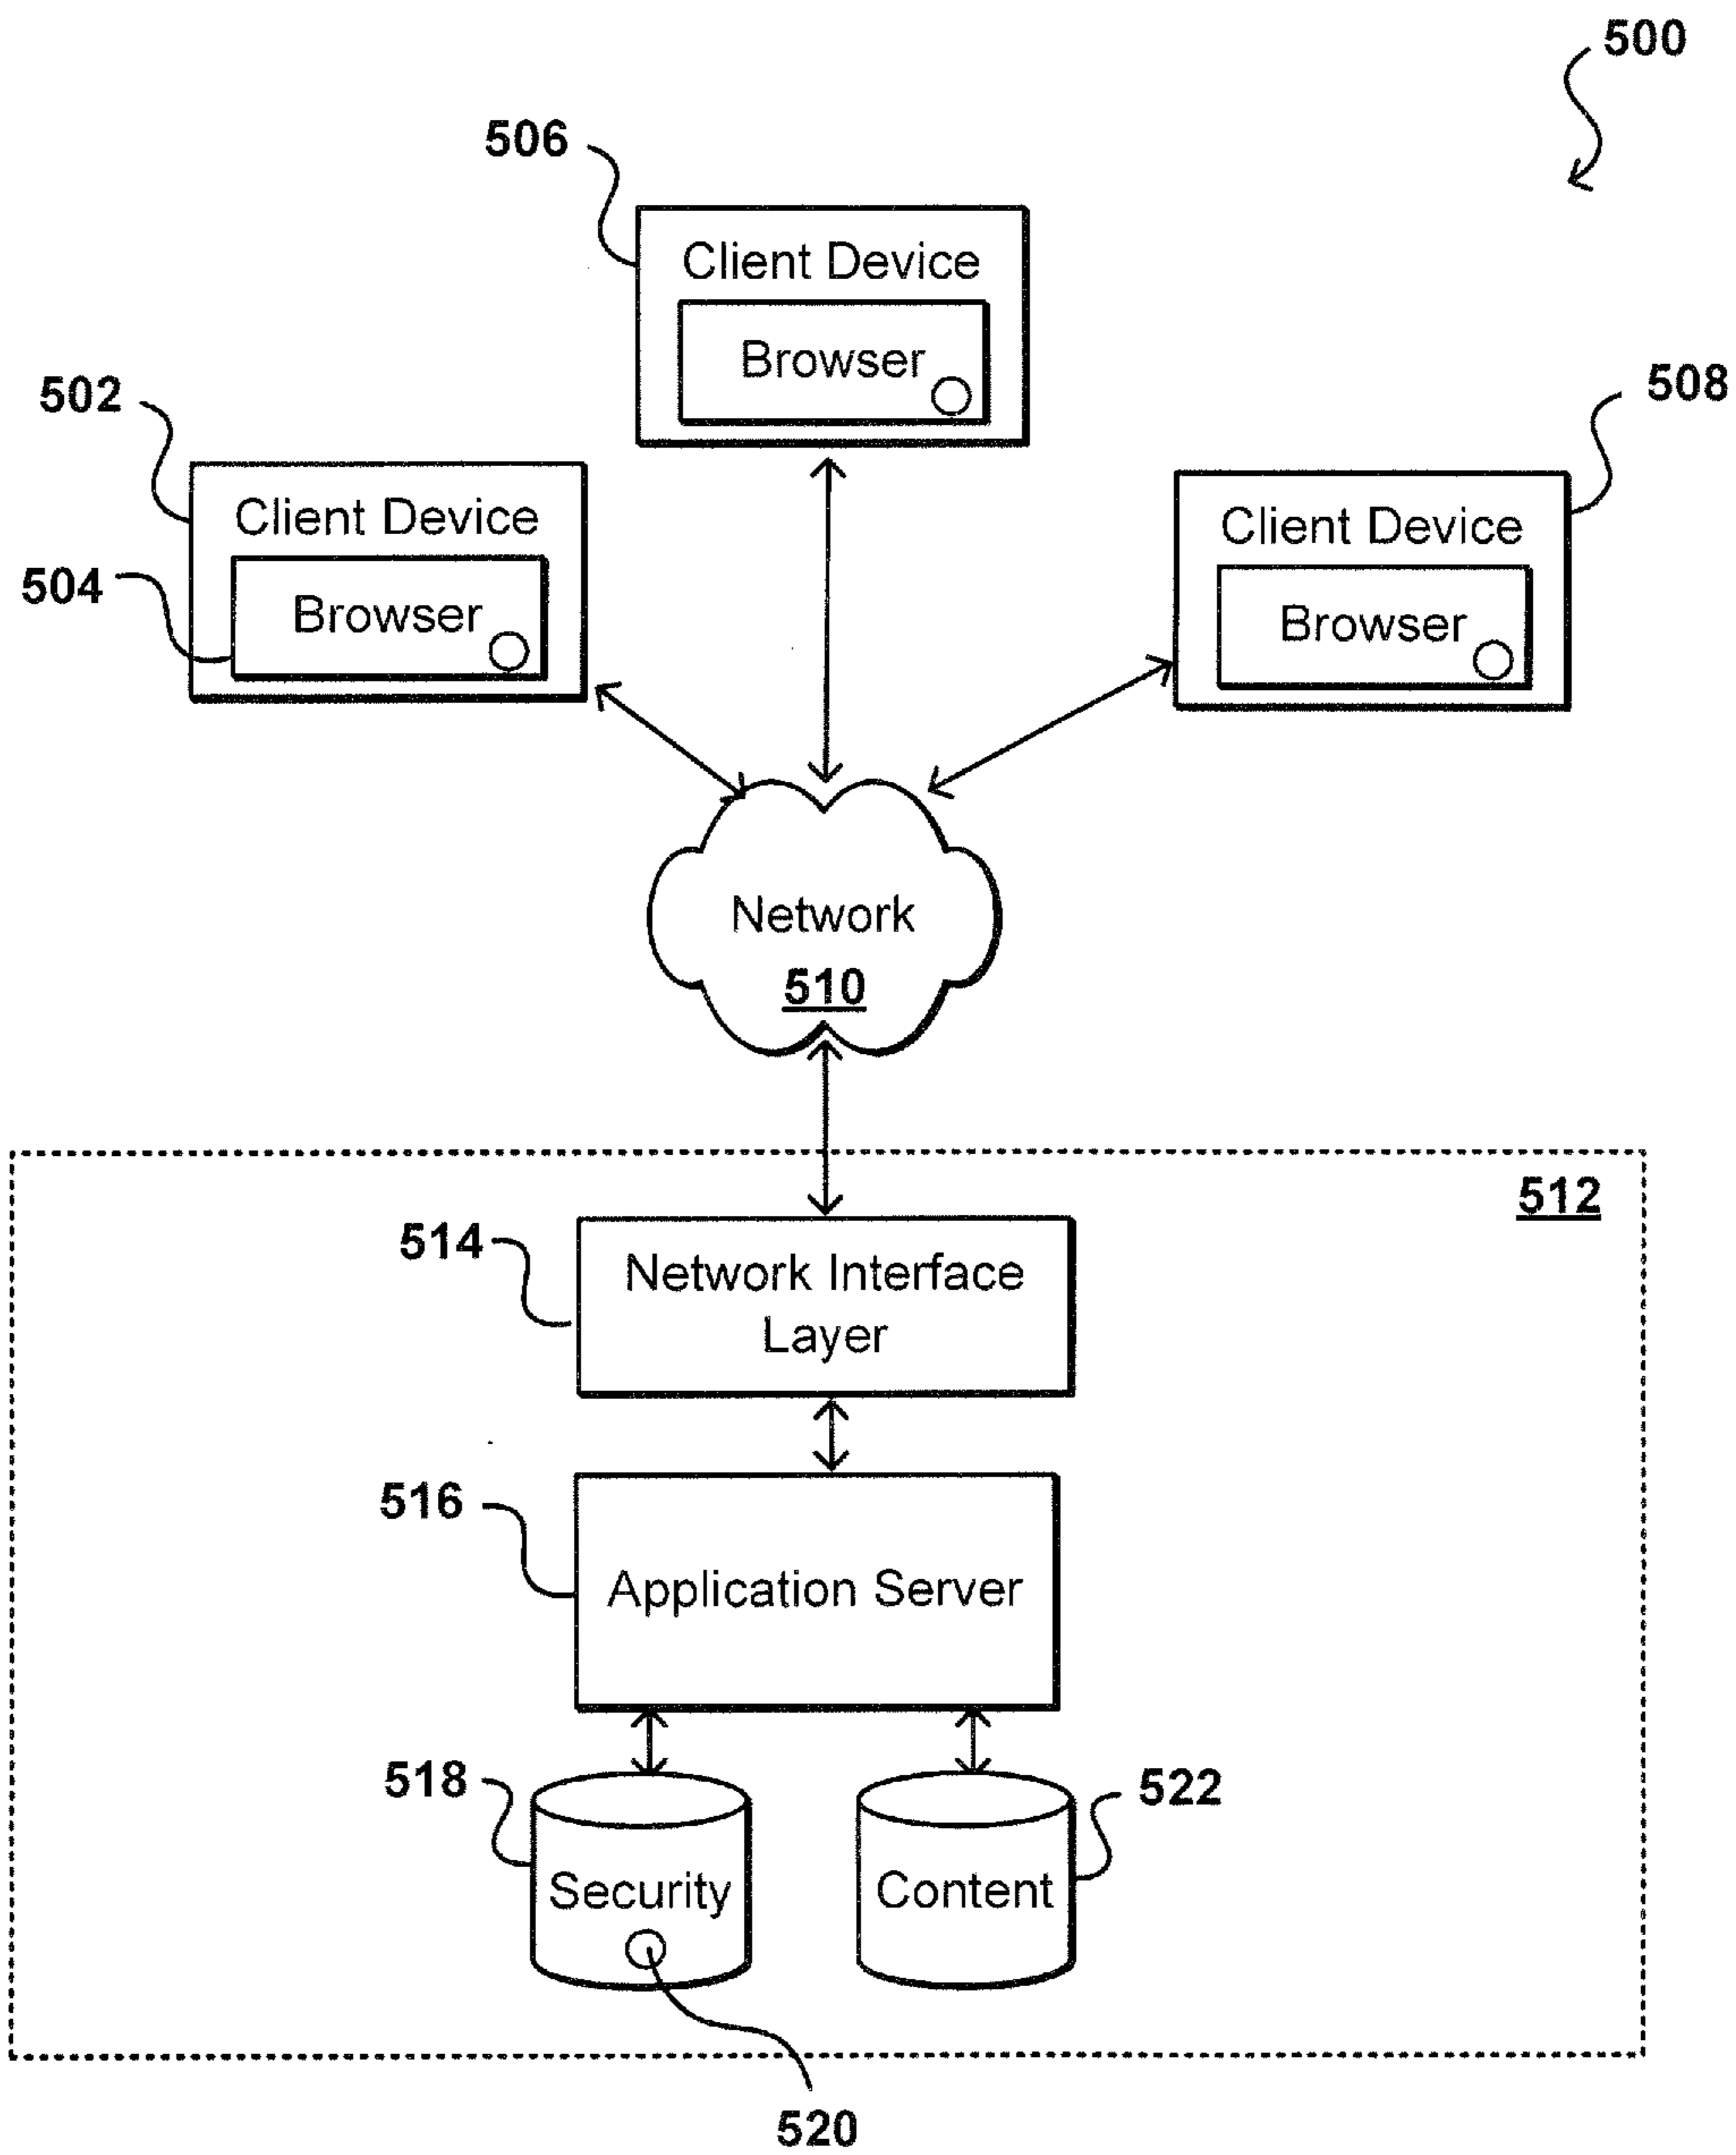 500
506
Client Device
Browser
502
Client Device
504
Browser
508
Client Device
Browser
Network
510
512
514
Network Interface
Layer
516
Application Server
518
Security
522
Content
520